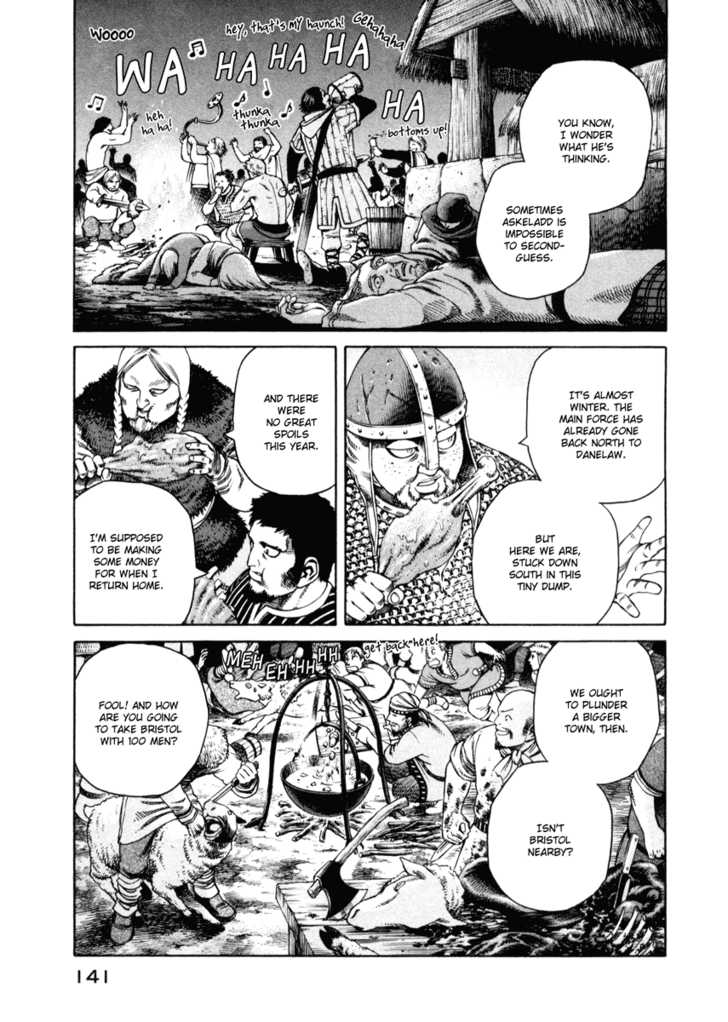 WOOOO
hey, that's my haunch!
Gehahaha
WA HA HA HA HA
heh
ha ha!
thunka
thunka
bottoms up!
YOU KNOW,
I WONDER
WHAT HE'S
THINKING.
SOMETIMES
ASKELADD IS
IMPOSSIBLE
TO SECOND-
GUESS.
IT'S ALMOST
WINTER. THE
MAIN FORCE HAS
ALREADY GONE
BACK NORTH TO
DANELAW.
BUT
HERE WE ARE,
STUCK DOWN
SOUTH IN THIS
TINY DUMP.
AND THERE
WERE
NO GREAT
SPOILS
THIS YEAR.
I'M SUPPOSED
TO BE MAKING
SOME MONEY
FOR WHEN I
RETURN HOME.
get back here!
MEH
EH HH HH
WE OUGHT
TO PLUNDER
A BIGGER
TOWN, THEN.
ISN'T
BRISTOL
NEARBY?
FOOL! AND HOW
ARE YOU GOING
TO TAKE BRISTOL
WITH 100 MEN?
141